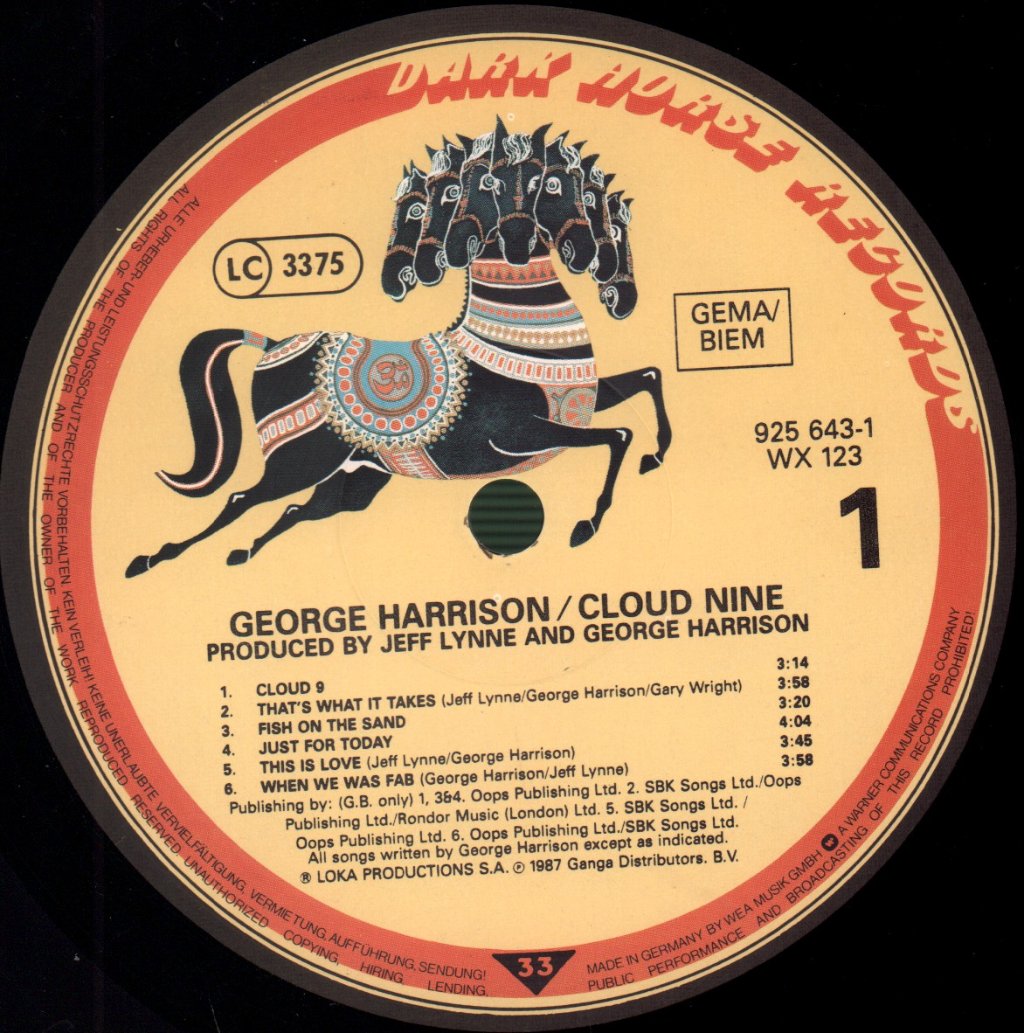 DARK HORSE RECORDS
LC 3375
GEMA/
BIEM
925 643-1
WX 123
1
GEORGE HARRISON / CLOUD NINE
PRODUCED BY JEFF LYNNE AND GEORGE HARRISON
1. CLOUD 9 3:14
2. THAT'S WHAT IT TAKES (Jeff Lynne/George Harrison/Gary Wright) 3:58
3. FISH ON THE SAND 3:20
4. JUST FOR TODAY 4:04
5. THIS IS LOVE (Jeff Lynne/George Harrison) 3:45
6. WHEN WE WAS FAB (George Harrison/Jeff Lynne) 3:58
Publishing by: (G.B. only) 1, 3&4. Oops Publishing Ltd. 2. SBK Songs Ltd./Oops
Publishing Ltd./Rondor Music (London) Ltd. 5. SBK Songs Ltd. /
Oops Publishing Ltd. 6. Oops Publishing Ltd./SBK Songs Ltd.
All songs written by George Harrison except as indicated.
® LOKA PRODUCTIONS S.A. ℗ 1987 Ganga Distributors. B.V.
33
ALLE URHEBER- UND LEISTUNGSSCHUTZRECHTE VORBEHALTEN. KEIN VERLEIH! KEINE UNERLAUBTE VERVIELFÄLTIGUNG, VERMIETUNG, AUFFÜHRUNG, SENDUNG!
ALL RIGHTS OF THE PRODUCER AND OF THE OWNER OF THE WORK REPRODUCED RESERVED. UNAUTHORIZED COPYING, HIRING, LENDING,
MADE IN GERMANY BY WEA MUSIK GMBH A WARNER COMMUNICATIONS COMPANY
PUBLIC PERFORMANCE AND BROADCASTING OF THIS RECORD PROHIBITED!